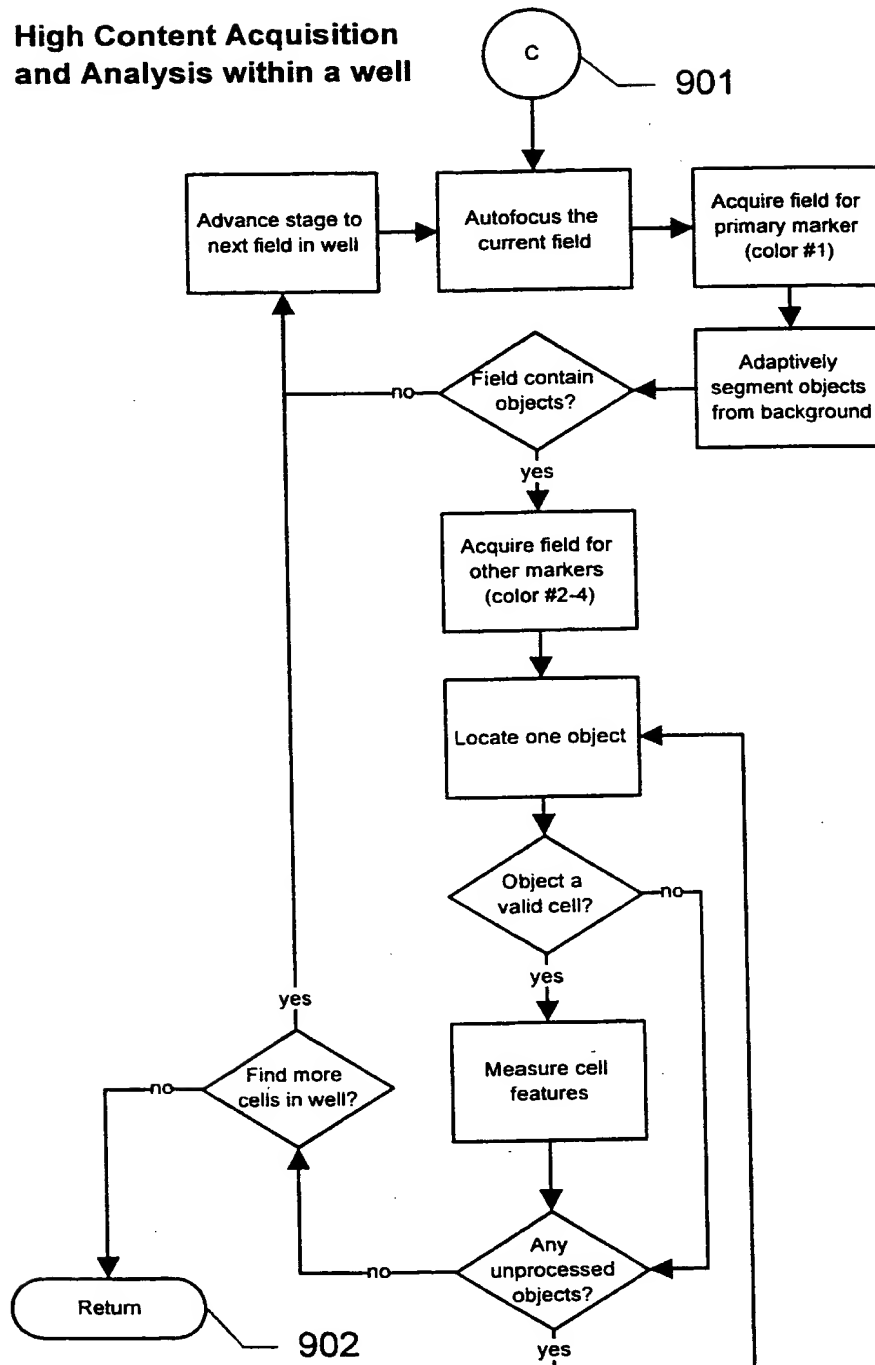 High Content Acquisition
and Analysis within a well
C
901
Advance stage to
next field in well
Autofocus the
current field
Acquire field for
primary marker
(color #1)
Adaptively
segment objects
from background
Field contain
objects?
no
yes
Acquire field for
other markers
(color #2-4)
Locate one object
Object a
valid cell?
no
yes
Measure cell
features
yes
Find more
cells in well?
no
Any
unprocessed
objects?
no
yes
Return
902